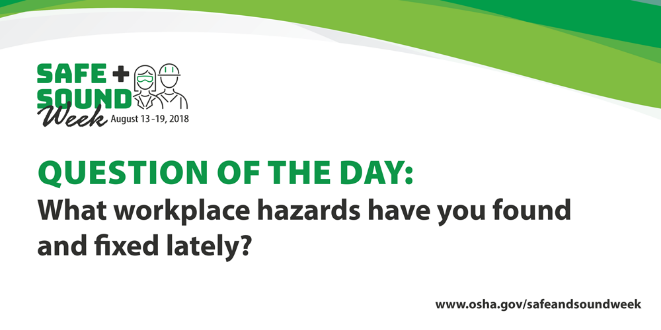 SAFE +
SOUND
Week August 13-19, 2018
QUESTION OF THE DAY:
What workplace hazards have you found
and fixed lately?
www.osha.gov/safeandsoundweek